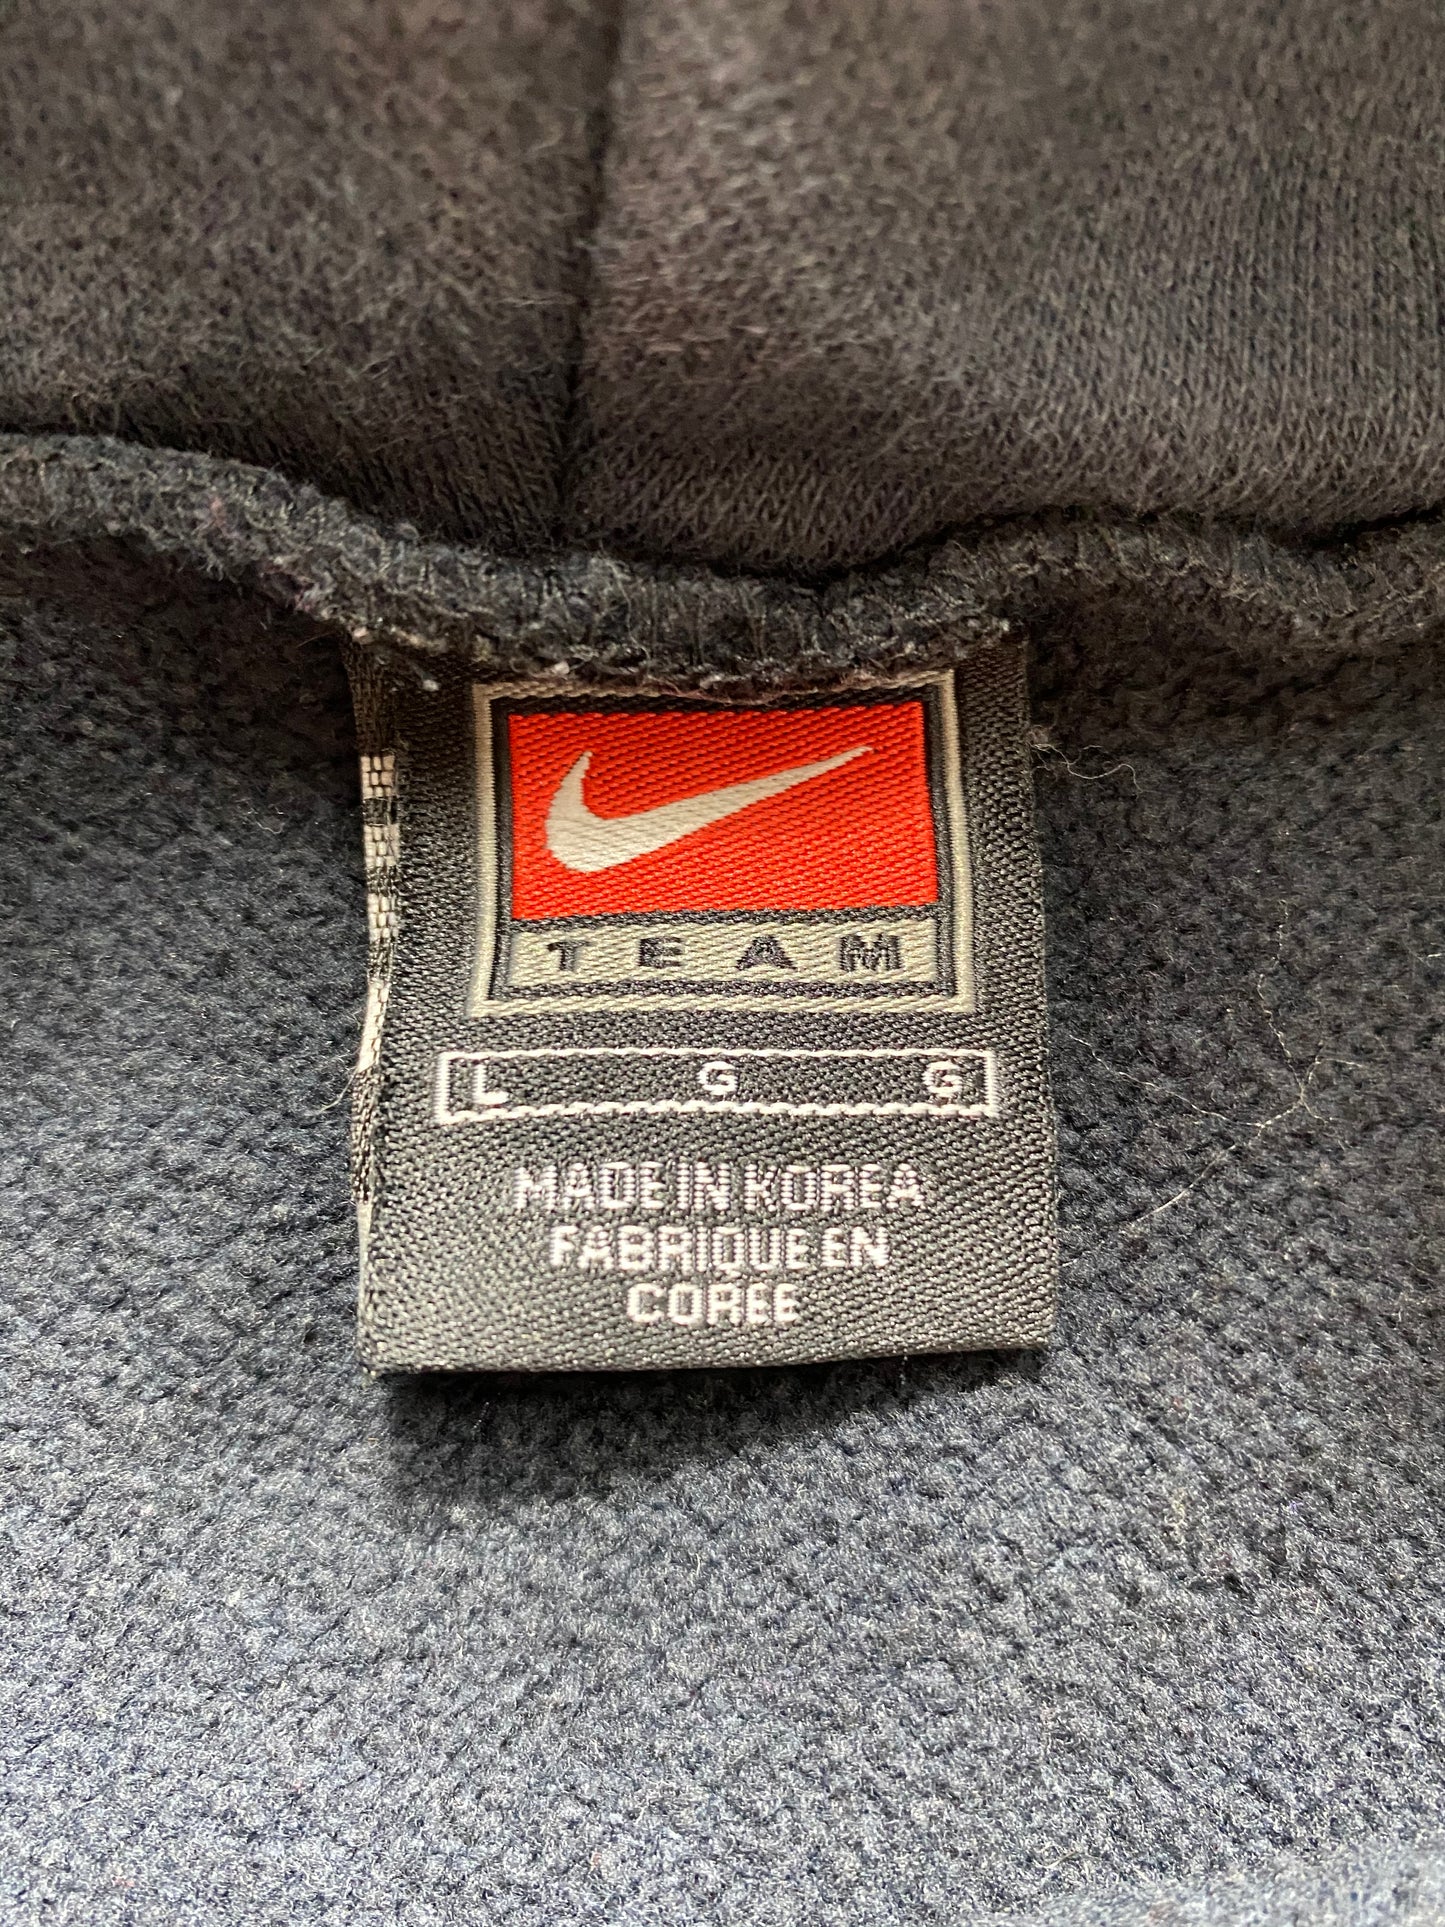 TEAM
L G G
MADE IN KOREA
FABRIQUE EN
COREE